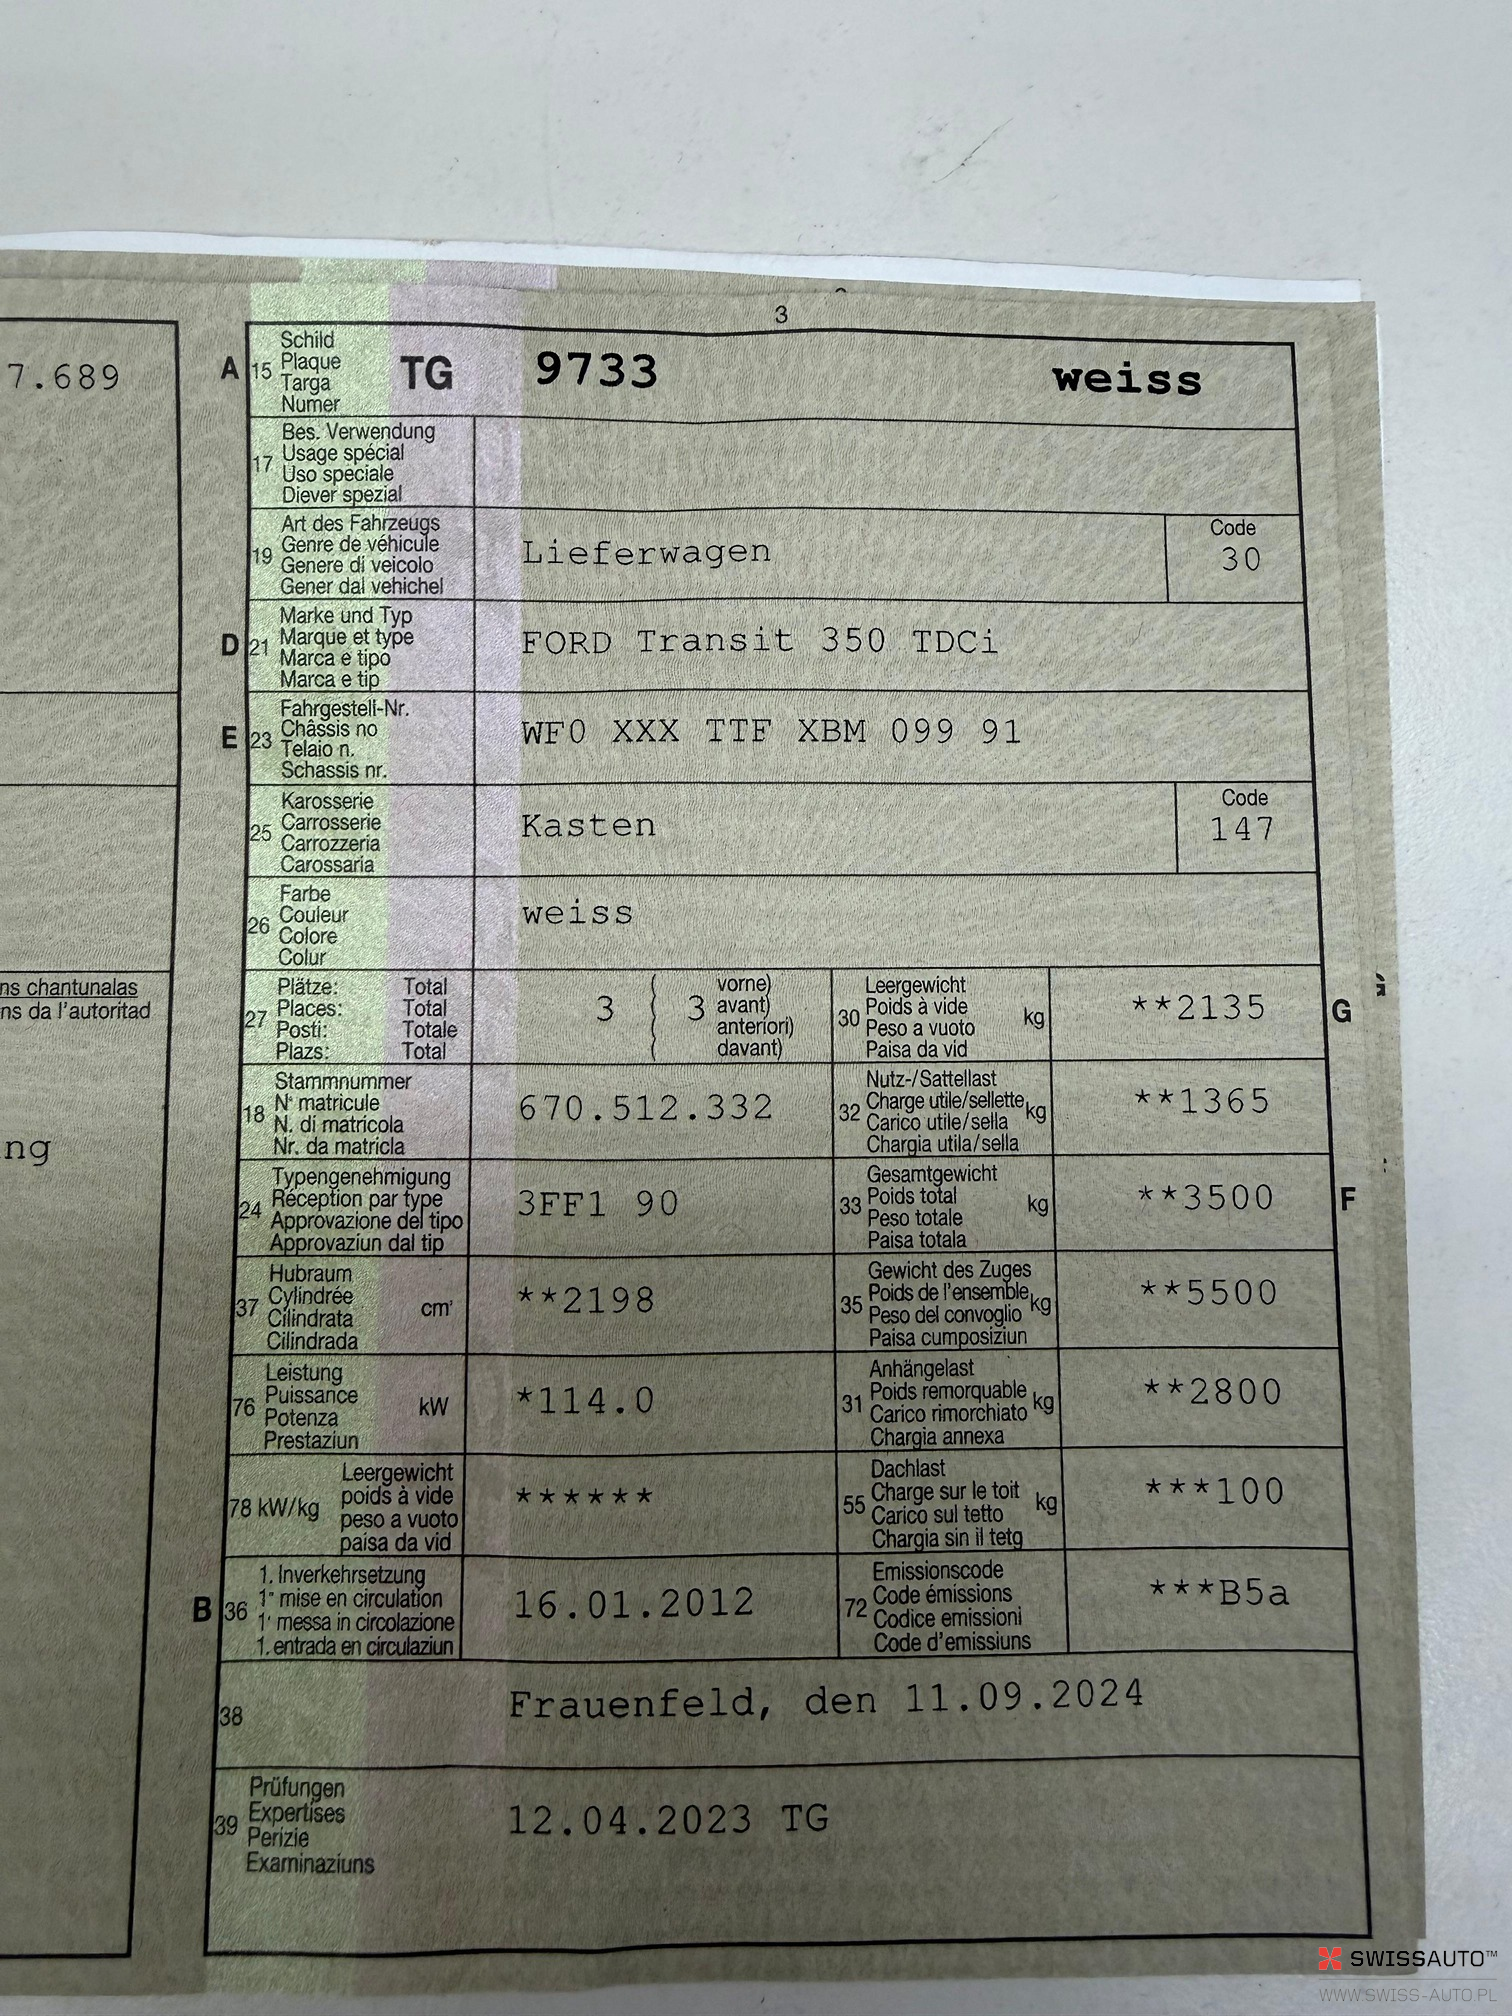 3
7.689
A 15 Schild
Plaque
Targa
Numer
TG 9733 weiss
17 Bes. Verwendung
Usage spécial
Uso speciale
Diever spezial
19 Art des Fahrzeugs
Genre de véhicule
Genere di veicolo
Gener dal vehichel
Lieferwagen
Code
30
D 21 Marke und Typ
Marque et type
Marca e tipo
Marca e tip
FORD Transit 350 TDCi
E 23 Fahrgestell-Nr.
Châssis no
Telaio n.
Schassis nr.
WF0 XXX TTF XBM 099 91
25 Karosserie
Carrosserie
Carrozzeria
Carossaria
Kasten
Code
147
26 Farbe
Couleur
Colore
Colur
weiss
ns chantunalas
ns da l'autoritad
ng
27 Plätze: Total
Places: Total
Posti: Totale
Plazs: Total
3 ( 3 vorne)
avant)
anteriori)
davant)
30 Leergewicht
Poids à vide
Peso a vuoto
Paisa da vid
kg
**2135
G
18 Stammnummer
N° matricule
N. di matricola
Nr. da matricla
670.512.332
32 Nutz-/Sattellast
Charge utile/sellette
Carico utile/sella
Chargia utila/sella
kg
**1365
24 Typengenehmigung
Réception par type
Approvazione del tipo
Approvaziun dal tip
3FF1 90
33 Gesamtgewicht
Poids total
Peso totale
Paisa totala
kg
**3500
F
37 Hubraum
Cylindrée
Cilindrata
Cilindrada
cm³
**2198
35 Gewicht des Zuges
Poids de l'ensemble
Peso del convoglio
Paisa cumposiziun
kg
**5500
76 Leistung
Puissance
Potenza
Prestaziun
kW
*114.0
31 Anhängelast
Poids remorquable
Carico rimorchiato
Chargia annexa
kg
**2800
78 kW/kg Leergewicht
poids à vide
peso a vuoto
paisa da vid
******
55 Dachlast
Charge sur le toit
Carico sul tetto
Chargia sin il tetg
kg
***100
B 36 1. Inverkehrsetzung
1re mise en circulation
1a messa in circolazione
1. entrada en circulaziun
16.01.2012
72 Emissionscode
Code émissions
Codice emissioni
Code d'emissiuns
***B5a
38 Frauenfeld, den 11.09.2024
39 Prüfungen
Expertises
Perizie
Examinaziuns
12.04.2023 TG
SWISSAUTO™
WWW.SWISS-AUTO.PL